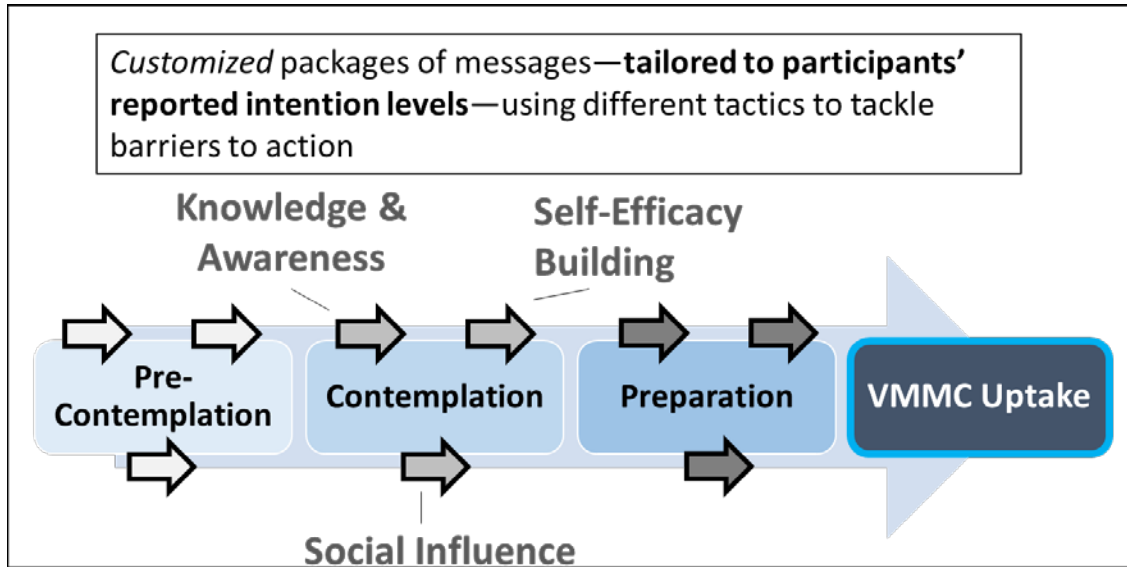 Customized packages of messages—tailored to participants’
reported intention levels—using different tactics to tackle
barriers to action
Knowledge &
Awareness
Self-Efficacy
Building
Pre-
Contemplation
Contemplation
Preparation
VMMC Uptake
Social Influence